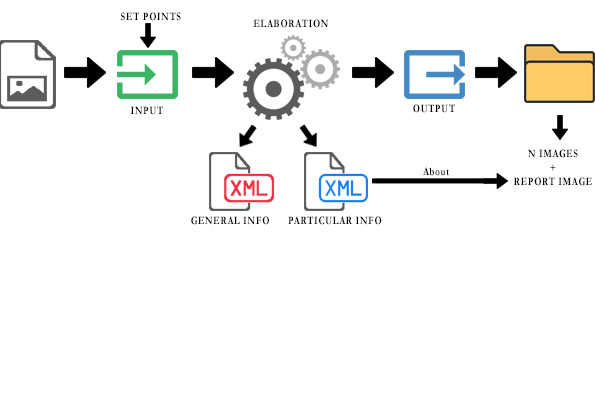 SET POINTS
ELABORATION
INPUT
OUTPUT
XML
GENERAL INFO
XML
PARTICULAR INFO
About
N IMAGES
+
REPORT IMAGE